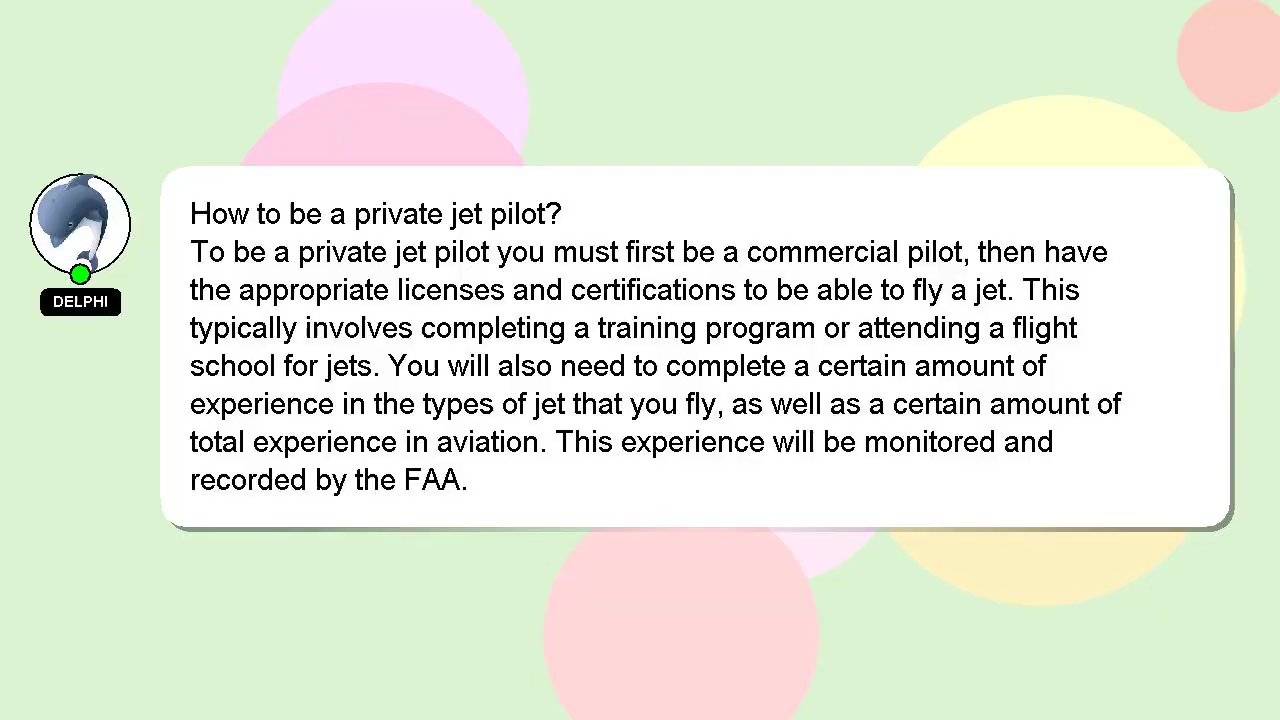 How to be a private jet pilot?
To be a private jet pilot you must first be a commercial pilot, then have
the appropriate licenses and certifications to be able to fly a jet. This
typically involves completing a training program or attending a flight
school for jets. You will also need to complete a certain amount of
experience in the types of jet that you fly, as well as a certain amount of
total experience in aviation. This experience will be monitored and
recorded by the FAA.
DELPHI